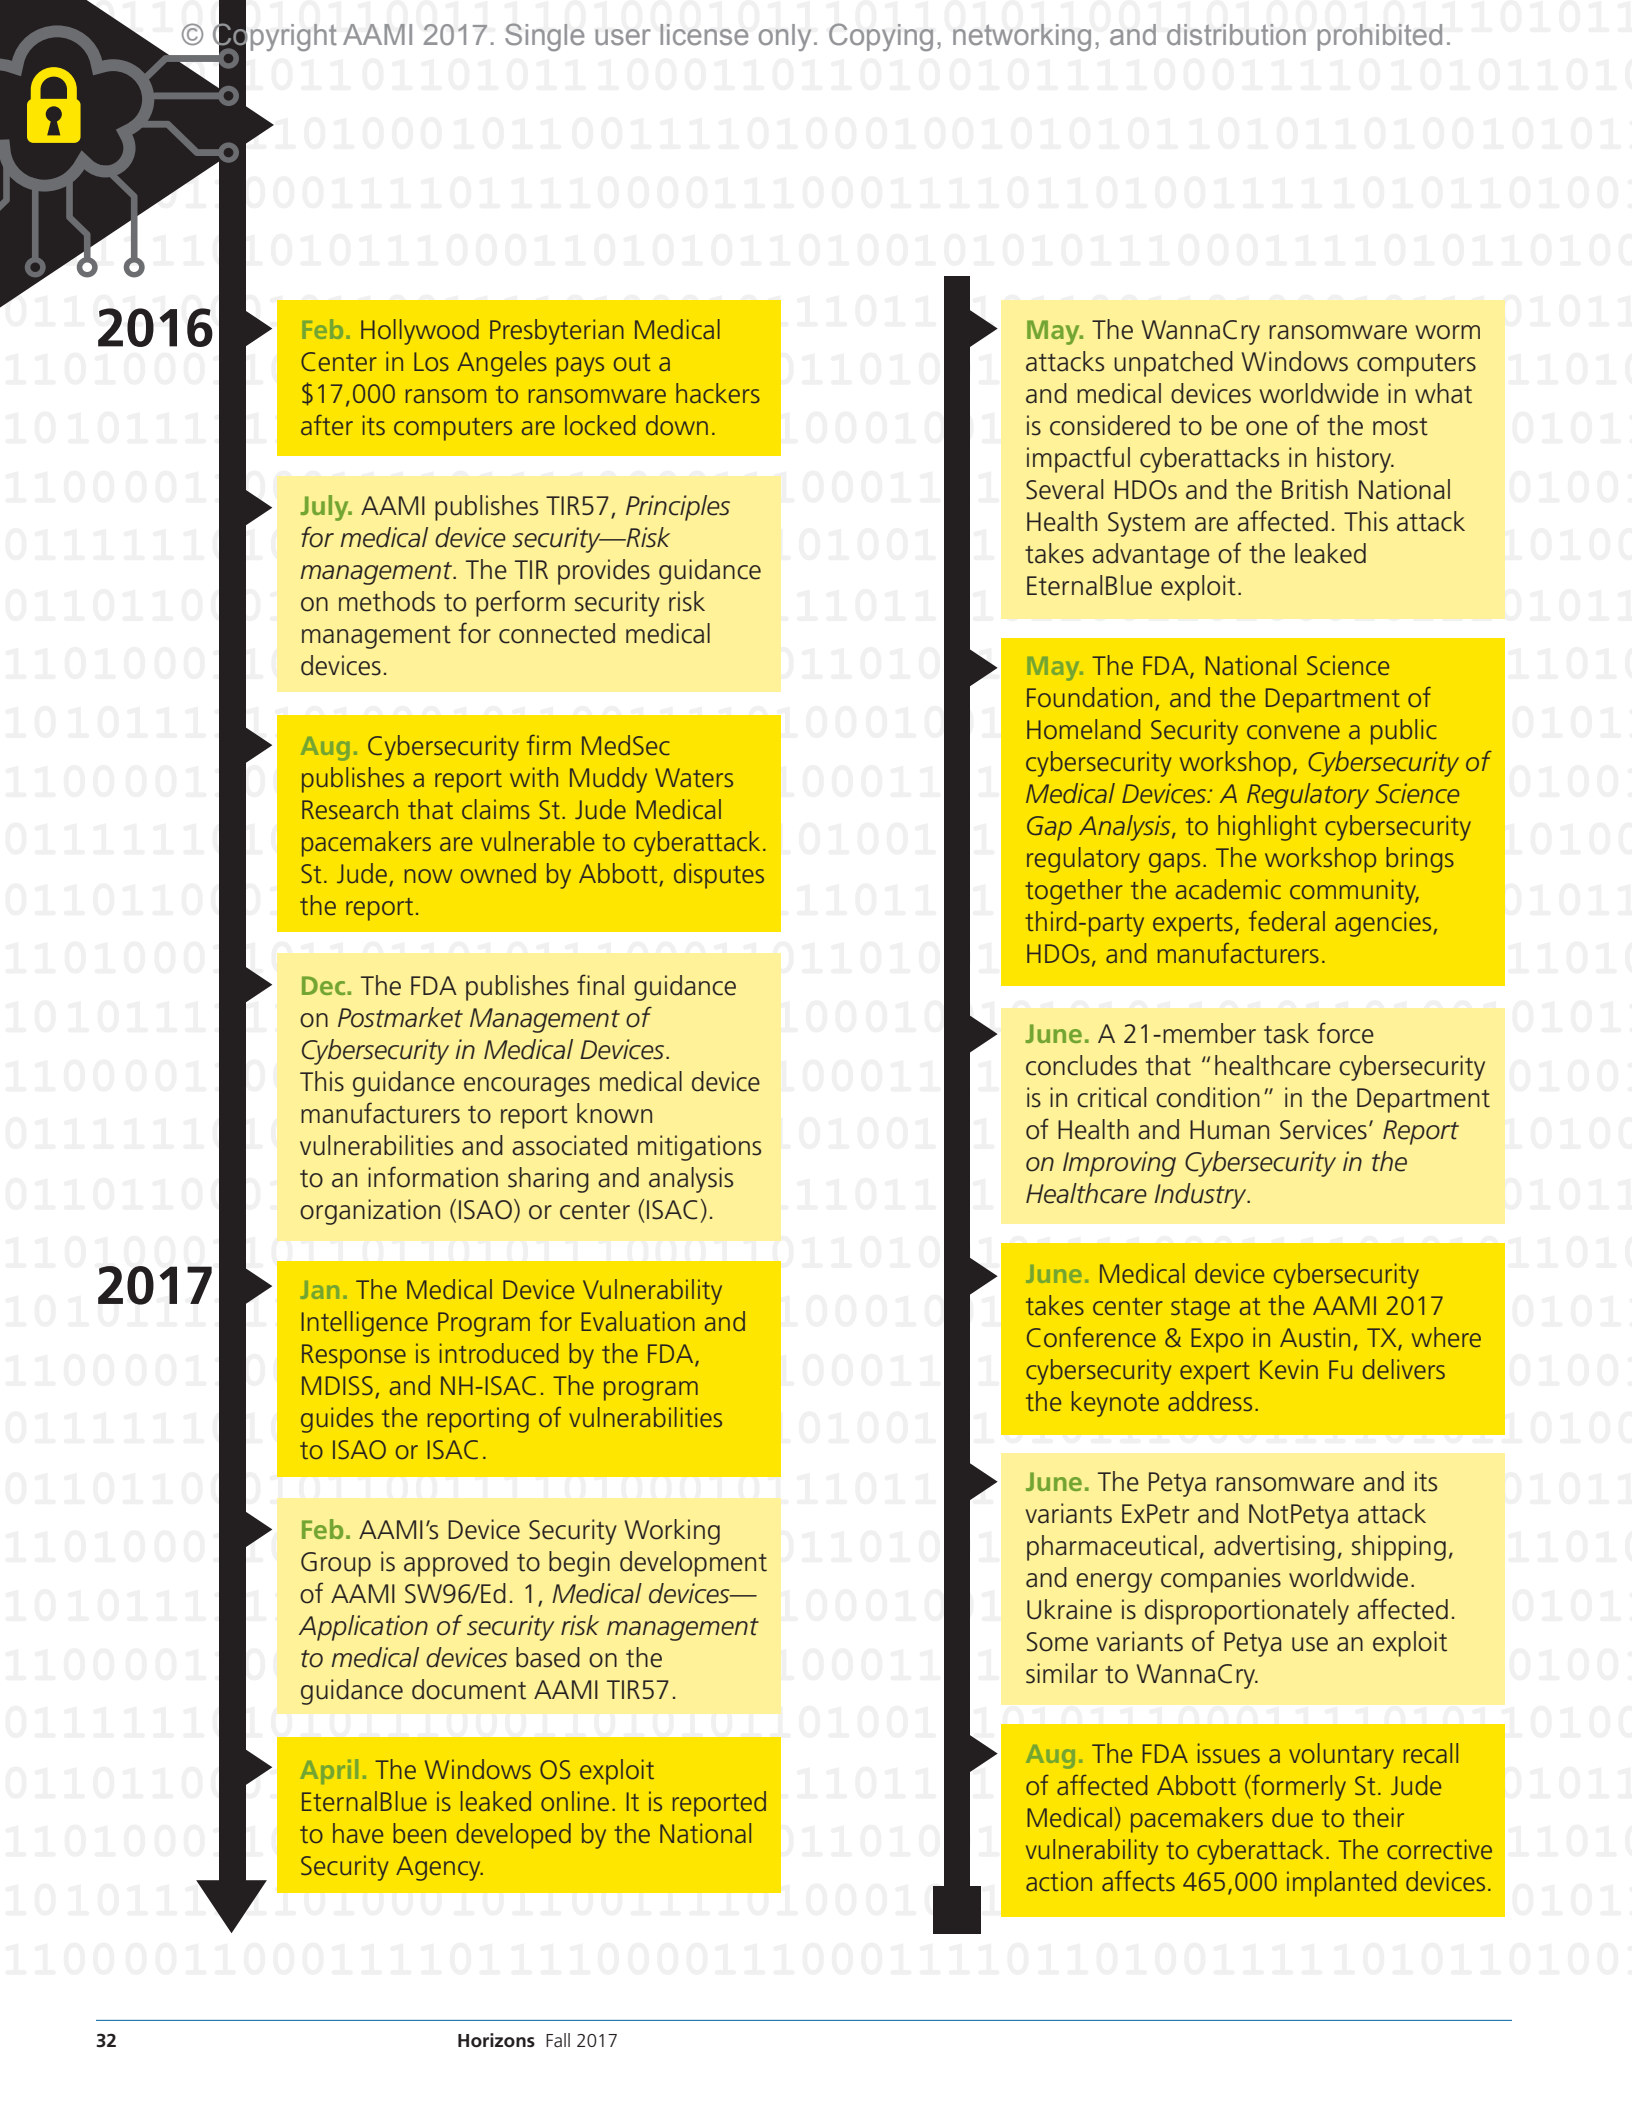 © Copyright AAMI 2017. Single user license only. Copying, networking, and distribution prohibited.
2016
Feb. Hollywood Presbyterian Medical
Center in Los Angeles pays out a
$17,000 ransom to ransomware hackers
after its computers are locked down.
July. AAMI publishes TIR57, Principles
for medical device security—Risk
management. The TIR provides guidance
on methods to perform security risk
management for connected medical
devices.
Aug. Cybersecurity firm MedSec
publishes a report with Muddy Waters
Research that claims St. Jude Medical
pacemakers are vulnerable to cyberattack.
St. Jude, now owned by Abbott, disputes
the report.
Dec. The FDA publishes final guidance
on Postmarket Management of
Cybersecurity in Medical Devices.
This guidance encourages medical device
manufacturers to report known
vulnerabilities and associated mitigations
to an information sharing and analysis
organization (ISAO) or center (ISAC).
2017
Jan. The Medical Device Vulnerability
Intelligence Program for Evaluation and
Response is introduced by the FDA,
MDISS, and NH-ISAC. The program
guides the reporting of vulnerabilities
to ISAO or ISAC.
Feb. AAMI’s Device Security Working
Group is approved to begin development
of AAMI SW96/Ed. 1, Medical devices—
Application of security risk management
to medical devices based on the
guidance document AAMI TIR57.
April. The Windows OS exploit
EternalBlue is leaked online. It is reported
to have been developed by the National
Security Agency.
May. The WannaCry ransomware worm
attacks unpatched Windows computers
and medical devices worldwide in what
is considered to be one of the most
impactful cyberattacks in history.
Several HDOs and the British National
Health System are affected. This attack
takes advantage of the leaked
EternalBlue exploit.
May. The FDA, National Science
Foundation, and the Department of
Homeland Security convene a public
cybersecurity workshop, Cybersecurity of
Medical Devices: A Regulatory Science
Gap Analysis, to highlight cybersecurity
regulatory gaps. The workshop brings
together the academic community,
third-party experts, federal agencies,
HDOs, and manufacturers.
June. A 21-member task force
concludes that “healthcare cybersecurity
is in critical condition” in the Department
of Health and Human Services’ Report
on Improving Cybersecurity in the
Healthcare Industry.
June. Medical device cybersecurity
takes center stage at the AAMI 2017
Conference & Expo in Austin, TX, where
cybersecurity expert Kevin Fu delivers
the keynote address.
June. The Petya ransomware and its
variants ExPetr and NotPetya attack
pharmaceutical, advertising, shipping,
and energy companies worldwide.
Ukraine is disproportionately affected.
Some variants of Petya use an exploit
similar to WannaCry.
Aug. The FDA issues a voluntary recall
of affected Abbott (formerly St. Jude
Medical) pacemakers due to their
vulnerability to cyberattack. The corrective
action affects 465,000 implanted devices.
32
Horizons Fall 2017